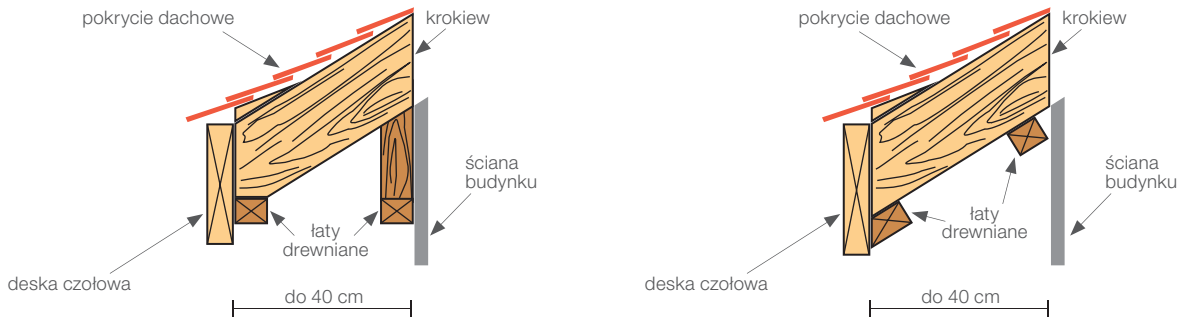 pokrycie dachowe
krokiew
ściana
budynku
łaty
drewniane
deska czołowa
do 40 cm
pokrycie dachowe
krokiew
ściana
budynku
łaty
drewniane
deska czołowa
do 40 cm